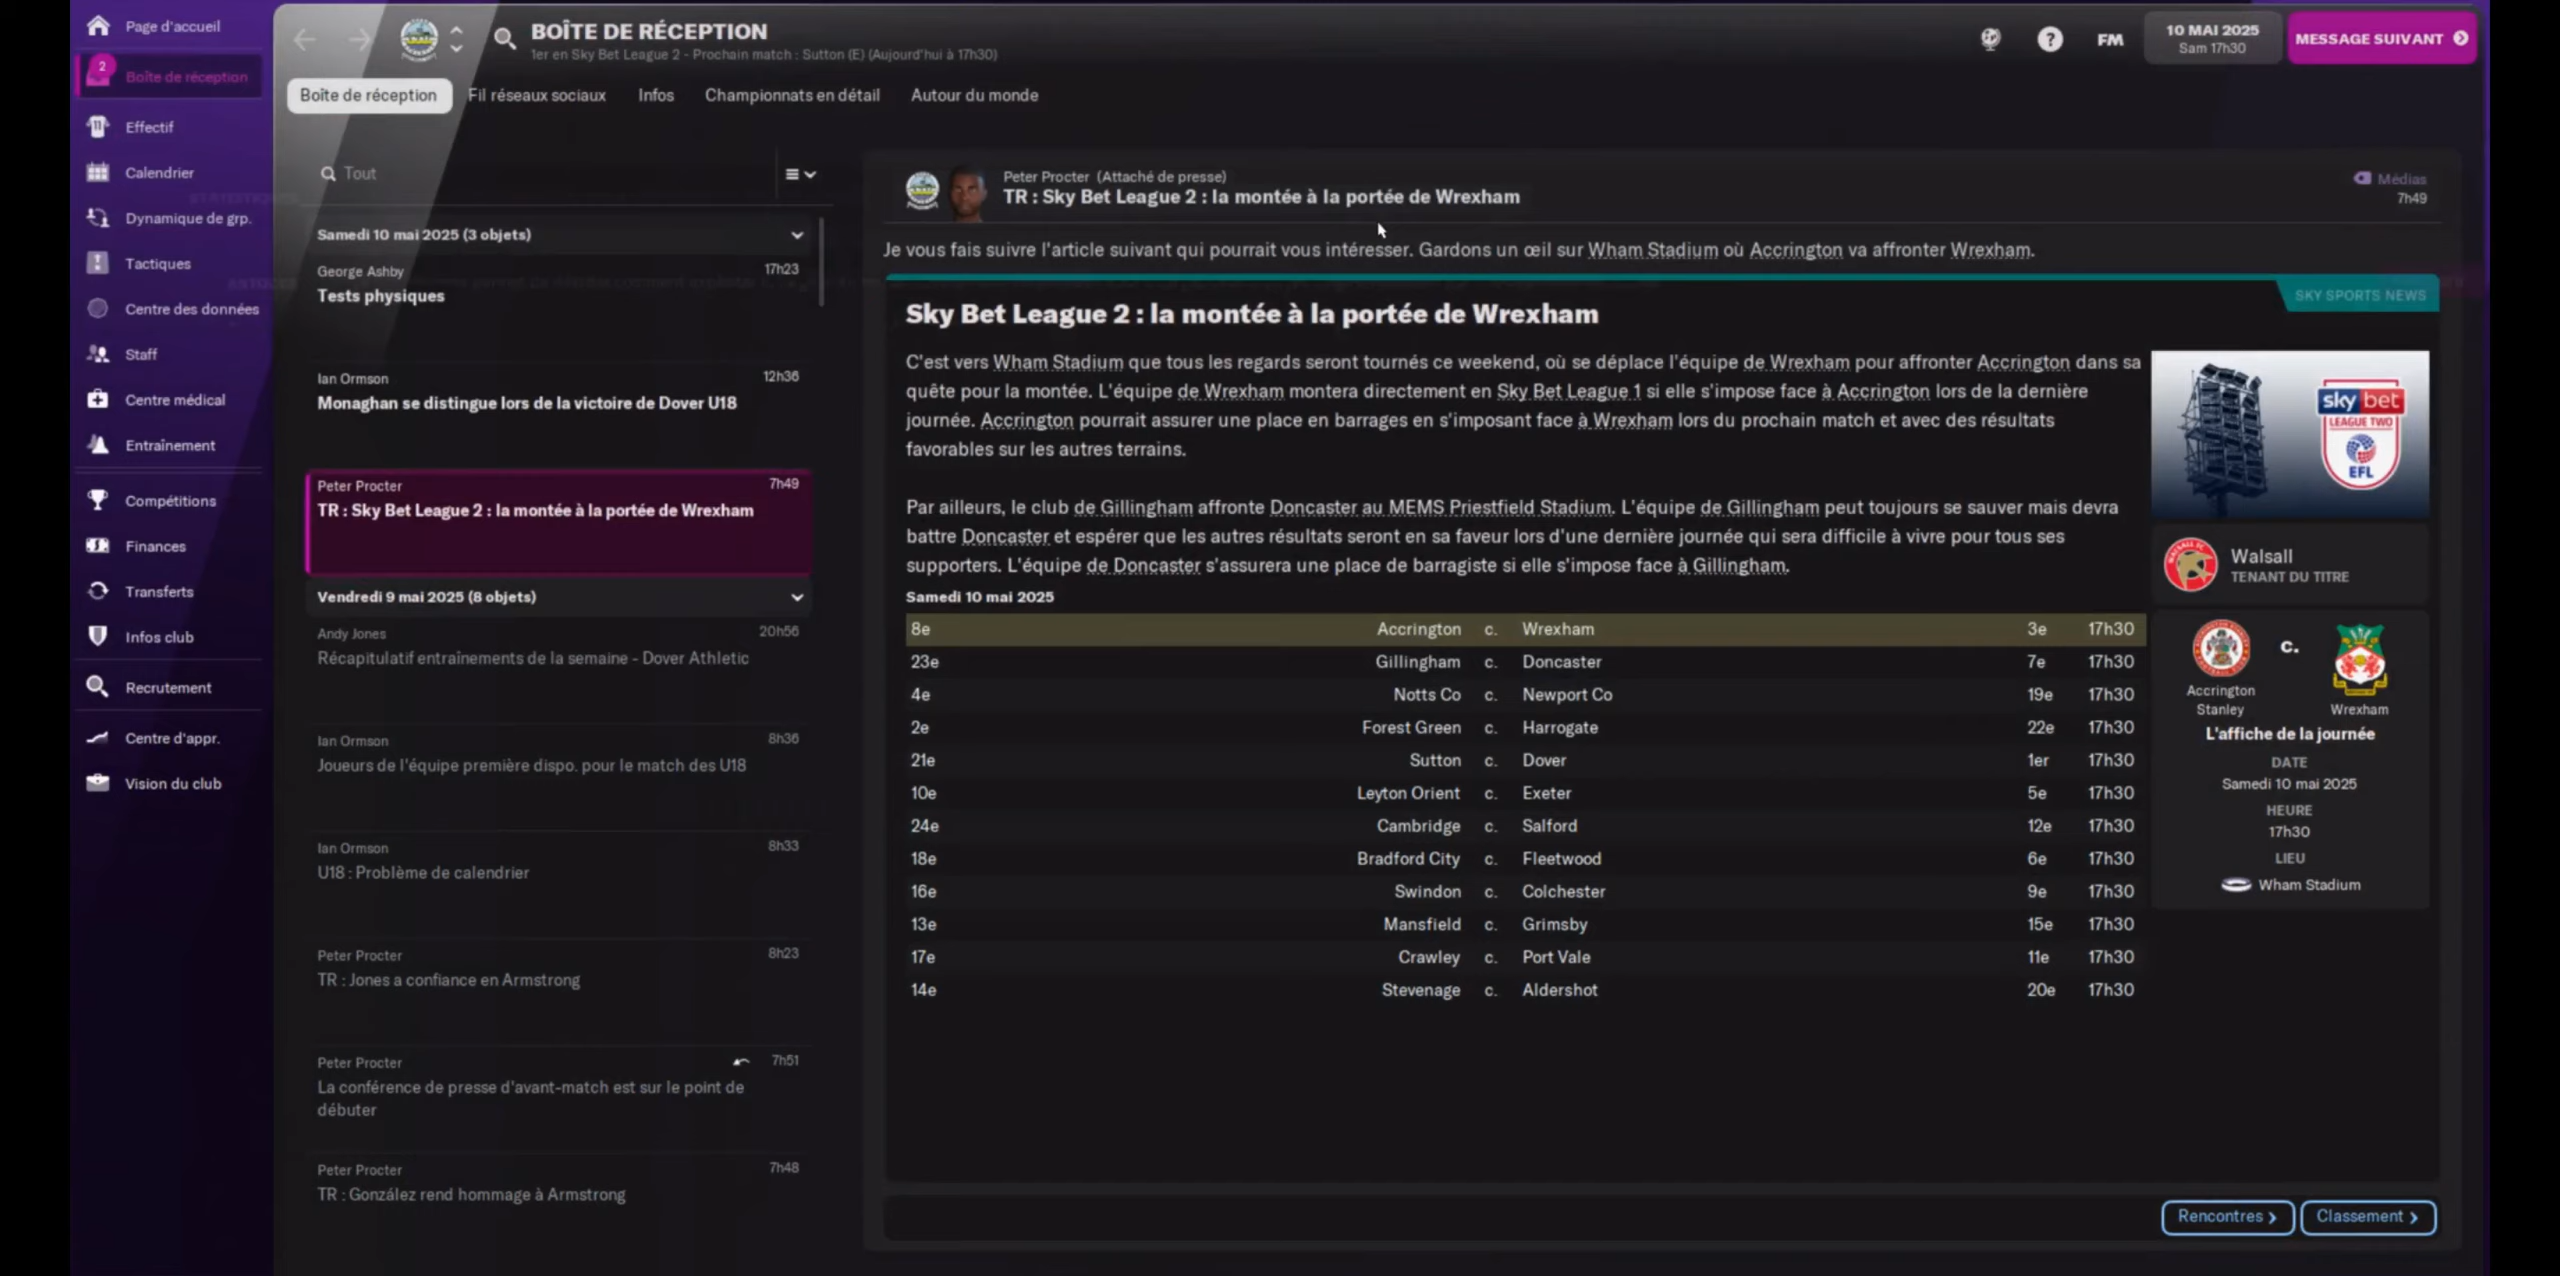 Page d'accueil
2
Boîte de réception
Effectif
Calendrier
Dynamique de grp.
Tactiques
Centre des données
Staff
Centre médical
Entraînement
Compétitions
Finances
Transferts
Infos club
Recrutement
Centre d'appr.
Vision du club
BOÎTE DE RÉCEPTION
1er en Sky Bet League 2 - Prochain match : Sutton (E) (Aujourd'hui à 17h30)
?
FM
10 MAI 2025
Sam 17h30
MESSAGE SUIVANT
Boîte de réception Fil réseaux sociaux Infos Championnats en détail Autour du monde
Tout
Samedi 10 mai 2025 (3 objets)
George Ashby 17h23
Tests physiques
Ian Ormson 12h36
Monaghan se distingue lors de la victoire de Dover U18
Peter Procter 7h49
TR : Sky Bet League 2 : la montée à la portée de Wrexham
Vendredi 9 mai 2025 (8 objets)
Andy Jones 20h56
Récapitulatif entraînements de la semaine - Dover Athletic
Ian Ormson 8h36
Joueurs de l'équipe première dispo. pour le match des U18
Ian Ormson 8h33
U18 : Problème de calendrier
Peter Procter 8h23
TR : Jones a confiance en Armstrong
Peter Procter 7h51
La conférence de presse d'avant-match est sur le point de
débuter
Peter Procter 7h48
TR : González rend hommage à Armstrong
Peter Procter (Attaché de presse)
TR : Sky Bet League 2 : la montée à la portée de Wrexham
Médias
7h49
Je vous fais suivre l'article suivant qui pourrait vous intéresser. Gardons un œil sur Wham Stadium où Accrington va affronter Wrexham.
SKY SPORTS NEWS
Sky Bet League 2 : la montée à la portée de Wrexham
C'est vers Wham Stadium que tous les regards seront tournés ce weekend, où se déplace l'équipe de Wrexham pour affronter Accrington dans sa
quête pour la montée. L'équipe de Wrexham montera directement en Sky Bet League 1 si elle s'impose face à Accrington lors de la dernière
journée. Accrington pourrait assurer une place en barrages en s'imposant face à Wrexham lors du prochain match et avec des résultats
favorables sur les autres terrains.
Par ailleurs, le club de Gillingham affronte Doncaster au MEMS Priestfield Stadium. L'équipe de Gillingham peut toujours se sauver mais devra
battre Doncaster et espérer que les autres résultats seront en sa faveur lors d'une dernière journée qui sera difficile à vivre pour tous ses
supporters. L'équipe de Doncaster s'assurera une place de barragiste si elle s'impose face à Gillingham.
Samedi 10 mai 2025
8e Accrington c. Wrexham 3e 17h30
23e Gillingham c. Doncaster 7e 17h30
4e Notts Co c. Newport Co 19e 17h30
2e Forest Green c. Harrogate 22e 17h30
21e Sutton c. Dover 1er 17h30
10e Leyton Orient c. Exeter 5e 17h30
24e Cambridge c. Salford 12e 17h30
18e Bradford City c. Fleetwood 6e 17h30
16e Swindon c. Colchester 9e 17h30
13e Mansfield c. Grimsby 15e 17h30
17e Crawley c. Port Vale 11e 17h30
14e Stevenage c. Aldershot 20e 17h30
sky bet
LEAGUE TWO
EFL
Walsall
TENANT DU TITRE
c.
Accrington
Stanley
Wrexham
L'affiche de la journée
DATE
Samedi 10 mai 2025
HEURE
17h30
LIEU
Wham Stadium
Rencontres
Classement